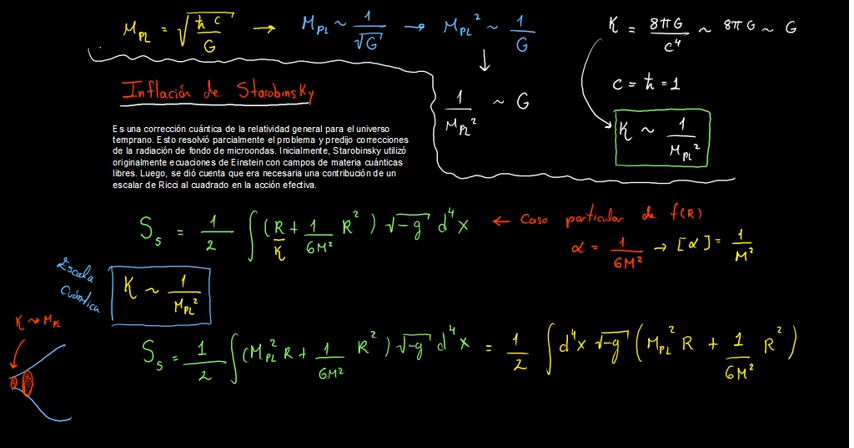 M_PL = √(ħc/G) → M_PL ~ 1/√G → M_PL² ~ 1/G
↓
1/M_PL² ~ G
K = 8πG/c⁴ ~ 8πG ~ G
c = ħ = 1
K ~ 1/M_PL²
Inflación de Starobinsky
Es una corrección cuántica de la relatividad general para el universo
temprano. Esto resolvió parcialmente el problema y predijo correcciones
de la radiación de fondo de microondas. Inicialmente, Starobinsky utilizó
originalmente ecuaciones de Einstein con campos de materia cuánticas
libres. Luego, se dió cuenta que era necesaria una contribución de un
escalar de Ricci al cuadrado en la acción efectiva.
S_s = 1/2 ∫ (R/K + 1/6M² R²) √-g d⁴x ← Caso particular de f(R)
α = 1/6M² → [α] = 1/M²
Escala
Cuántica
K ~ 1/M_PL²
K ~> M_PL
S_s = 1/2 ∫ (M_PL² R + 1/6M² R²) √-g d⁴x = 1/2 ∫ d⁴x √-g (M_PL² R + 1/6M² R²)